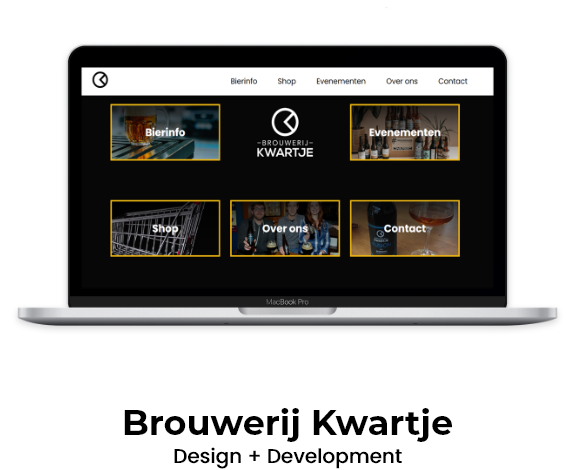 Bierinfo Shop Evenementen Over ons Contact
Bierinfo
-BROUWERIJ-
KWARTJE
Evenementen
Shop
Over ons
Contact
MacBook Pro
Brouwerij Kwartje
Design + Development